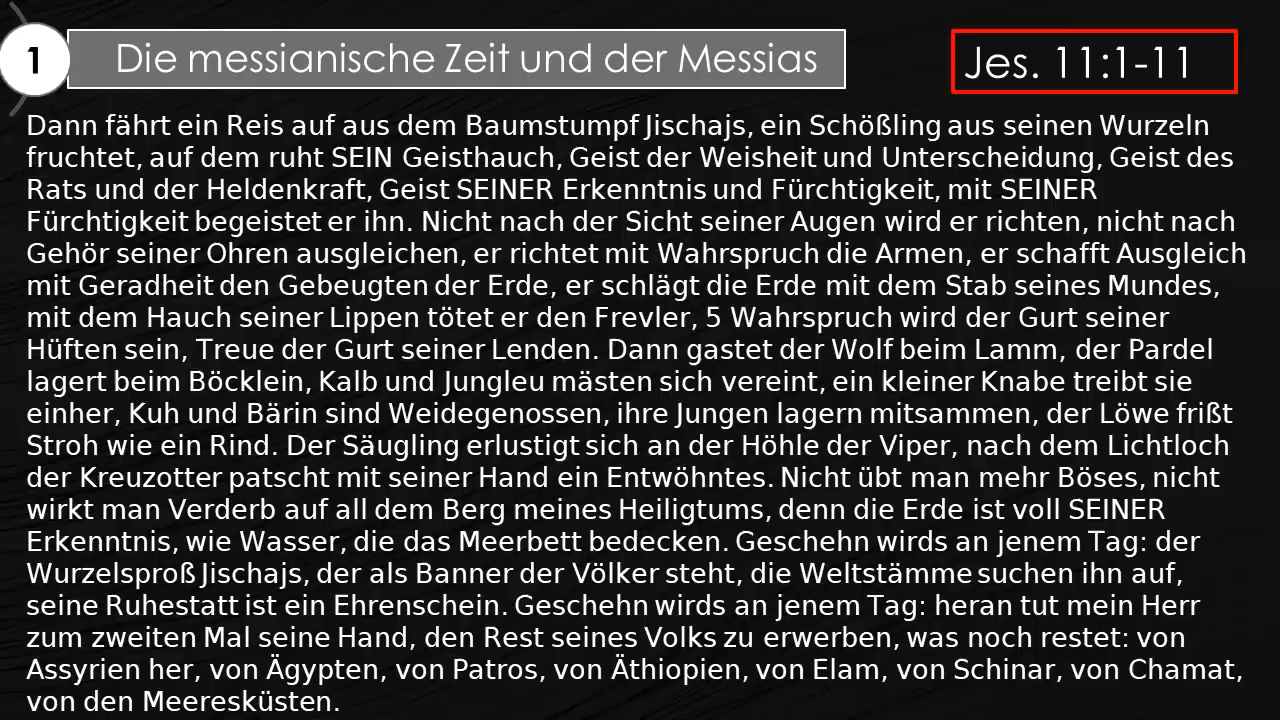 1
Die messianische Zeit und der Messias
Jes. 11:1-11
Dann fährt ein Reis auf aus dem Baumstumpf Jischajs, ein Schößling aus seinen Wurzeln
fruchtet, auf dem ruht SEIN Geisthauch, Geist der Weisheit und Unterscheidung, Geist des
Rats und der Heldenkraft, Geist SEINER Erkenntnis und Fürchtigkeit, mit SEINER
Fürchtigkeit begeistet er ihn. Nicht nach der Sicht seiner Augen wird er richten, nicht nach
Gehör seiner Ohren ausgleichen, er richtet mit Wahrspruch die Armen, er schafft Ausgleich
mit Geradheit den Gebeugten der Erde, er schlägt die Erde mit dem Stab seines Mundes,
mit dem Hauch seiner Lippen tötet er den Frevler, 5 Wahrspruch wird der Gurt seiner
Hüften sein, Treue der Gurt seiner Lenden. Dann gastet der Wolf beim Lamm, der Pardel
lagert beim Böcklein, Kalb und Jungleu mästen sich vereint, ein kleiner Knabe treibt sie
einher, Kuh und Bärin sind Weidegenossen, ihre Jungen lagern mitsammen, der Löwe frißt
Stroh wie ein Rind. Der Säugling erlustigt sich an der Höhle der Viper, nach dem Lichtloch
der Kreuzotter patscht mit seiner Hand ein Entwöhntes. Nicht übt man mehr Böses, nicht
wirkt man Verderb auf all dem Berg meines Heiligtums, denn die Erde ist voll SEINER
Erkenntnis, wie Wasser, die das Meerbett bedecken. Geschehn wirds an jenem Tag: der
Wurzelsproß Jischajs, der als Banner der Völker steht, die Weltstämme suchen ihn auf,
seine Ruhestatt ist ein Ehrenschein. Geschehn wirds an jenem Tag: heran tut mein Herr
zum zweiten Mal seine Hand, den Rest seines Volks zu erwerben, was noch restet: von
Assyrien her, von Ägypten, von Patros, von Äthiopien, von Elam, von Schinar, von Chamat,
von den Meeresküsten.